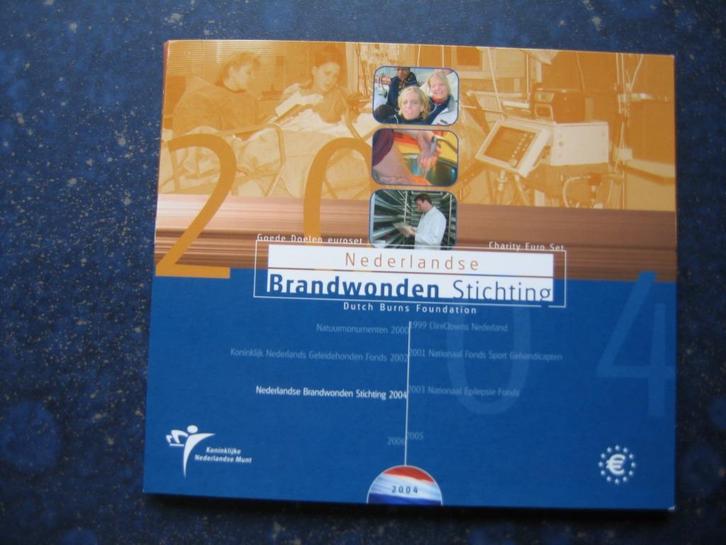 20
Goede Doelen euroset
Charity Euro Set
Nederlandse
Brandwonden Stichting
Dutch Burns Foundation
04
1999 CliniClowns Nederland
Natuurmonumenten 2000
2001 Nationaal Fonds Sport Gehandicapten
Koninklijk Nederlands Geleidehonden Fonds 2002
2003 Nationaal Epilepsie Fonds
Nederlandse Brandwonden Stichting 2004
2005
2006
Koninklijke
Nederlandse Munt
€
2004